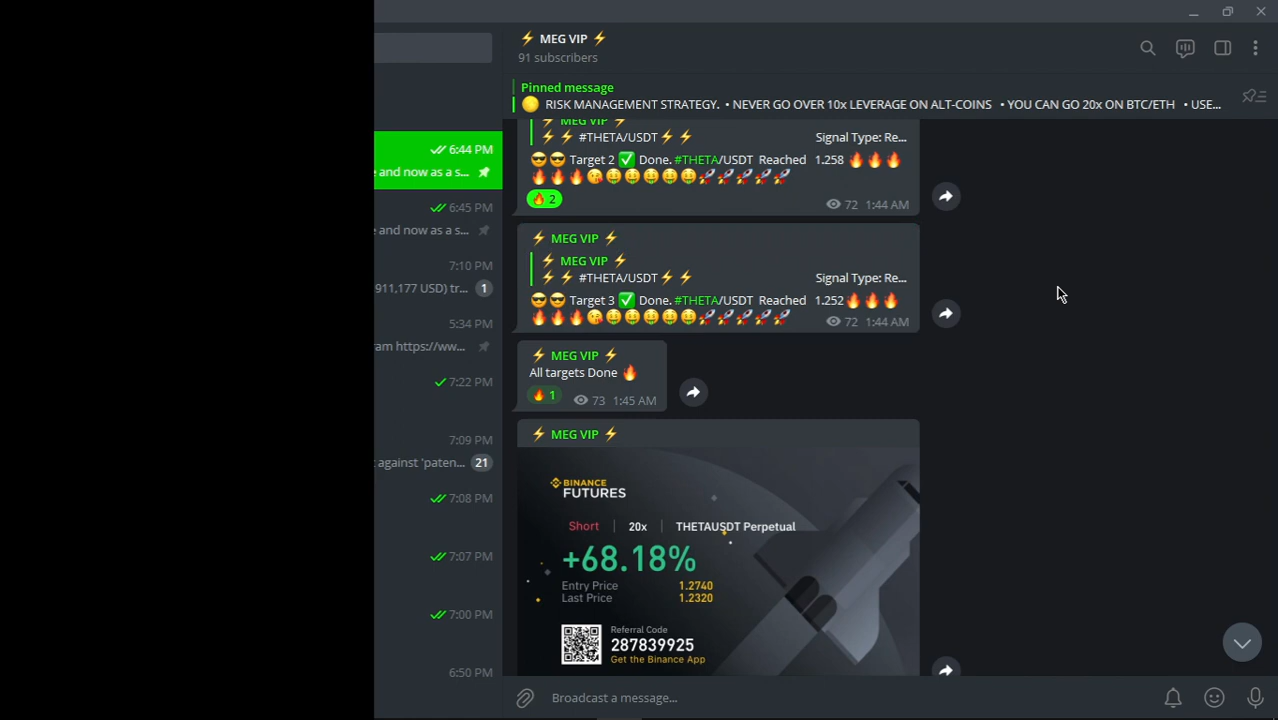 6:44 PM
e and now as a s...
6:45 PM
e and now as a s...
7:10 PM
911,177 USD) tr... 1
5:34 PM
ram https://ww...
7:22 PM
7:09 PM
: against 'paten... 21
7:08 PM
7:07 PM
7:00 PM
6:50 PM
⚡ MEG VIP ⚡
91 subscribers
Pinned message
🟡 RISK MANAGEMENT STRATEGY. • NEVER GO OVER 10x LEVERAGE ON ALT-COINS • YOU CAN GO 20x ON BTC/ETH • USE...
⚡ MEG VIP ⚡
⚡⚡ #THETA/USDT⚡⚡ Signal Type: Re...
😎😎 Target 2 ✅ Done. #THETA/USDT Reached 1.258 🔥🔥🔥
🔥🔥🔥😘🤑🤑🤑🤑🤑🚀🚀🚀🚀🚀
🔥 2 72 1:44 AM
⚡ MEG VIP ⚡
⚡ MEG VIP ⚡
⚡⚡ #THETA/USDT⚡⚡ Signal Type: Re...
😎😎 Target 3 ✅ Done. #THETA/USDT Reached 1.252🔥🔥🔥
🔥🔥🔥😘🤑🤑🤑🤑🤑🚀🚀🚀🚀🚀 72 1:44 AM
⚡ MEG VIP ⚡
All targets Done 🔥
🔥 1 73 1:45 AM
⚡ MEG VIP ⚡
BINANCE
FUTURES
Short | 20x | THETAUSDT Perpetual
+68.18%
Entry Price 1.2740
Last Price 1.2320
Referral Code
287839925
Get the Binance App
Broadcast a message...